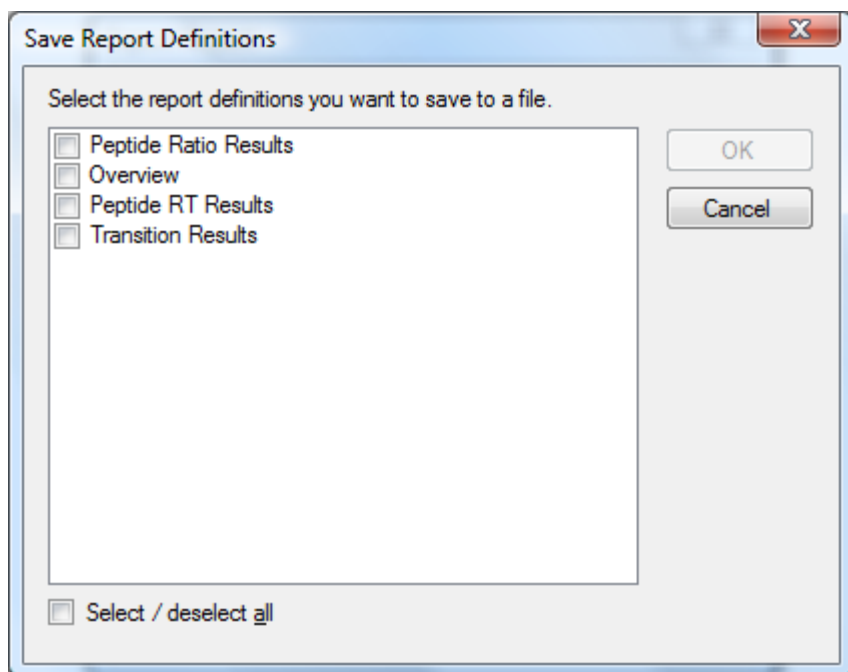 Save Report Definitions
Select the report definitions you want to save to a file.
Peptide Ratio Results
Overview
Peptide RT Results
Transition Results
OK
Cancel
Select / deselect all